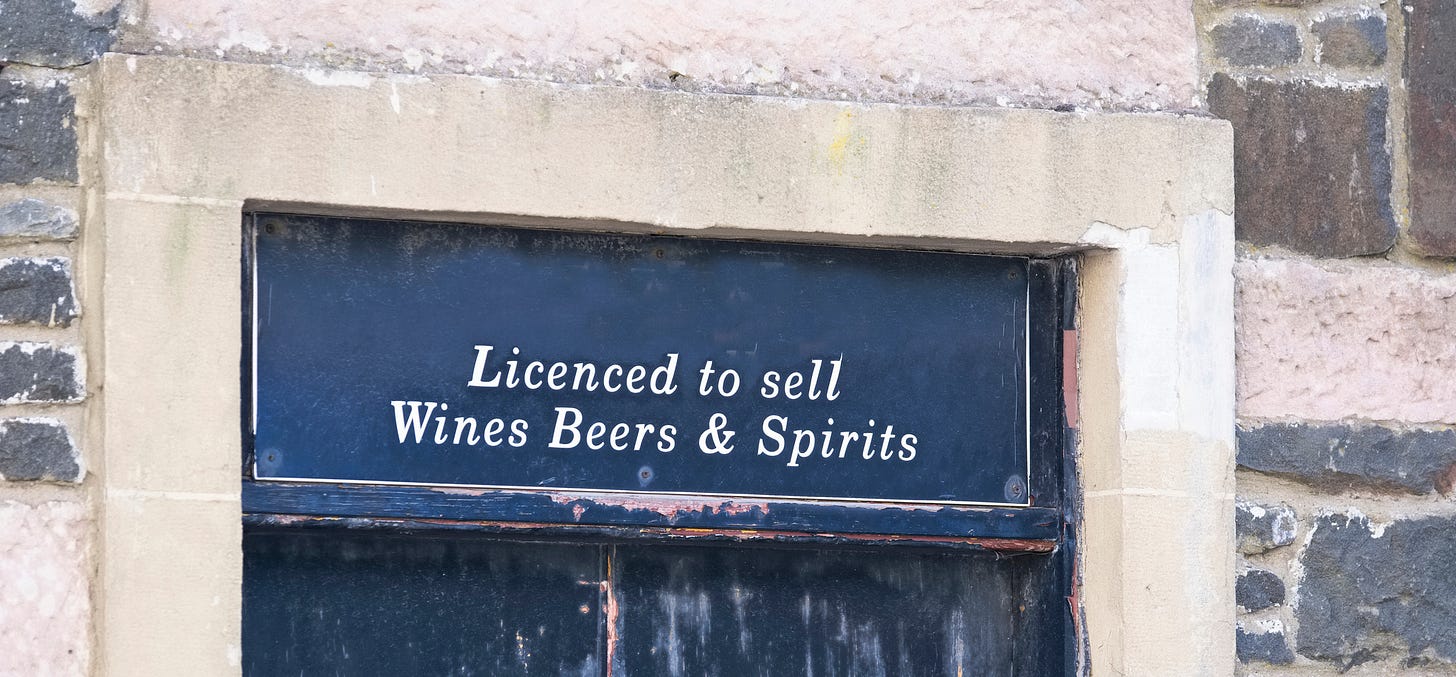 Licenced to sell
Wines Beers & Spirits